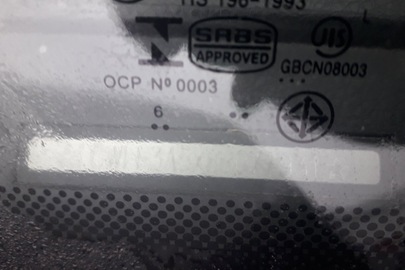 TIS 196-1993
SABS
APPROVED
JIS
GBCN08003
OCP Nº 0003
6